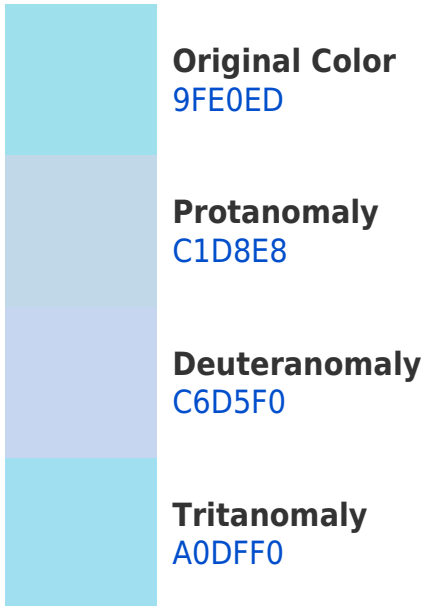 Original Color
9FE0ED
Protanomaly
C1D8E8
Deuteranomaly
C6D5F0
Tritanomaly
A0DFF0